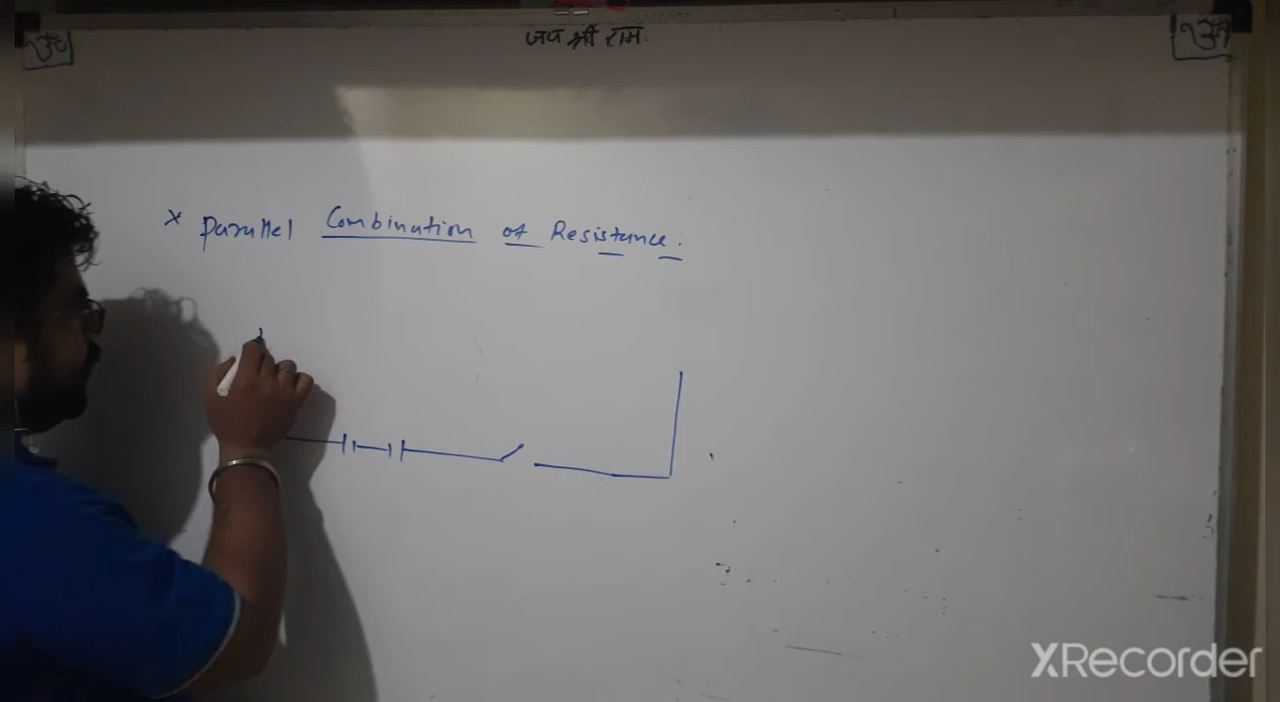 ॐ
जय श्री राम
ॐ
* Parallel Combination of Resistance.
XRecorder